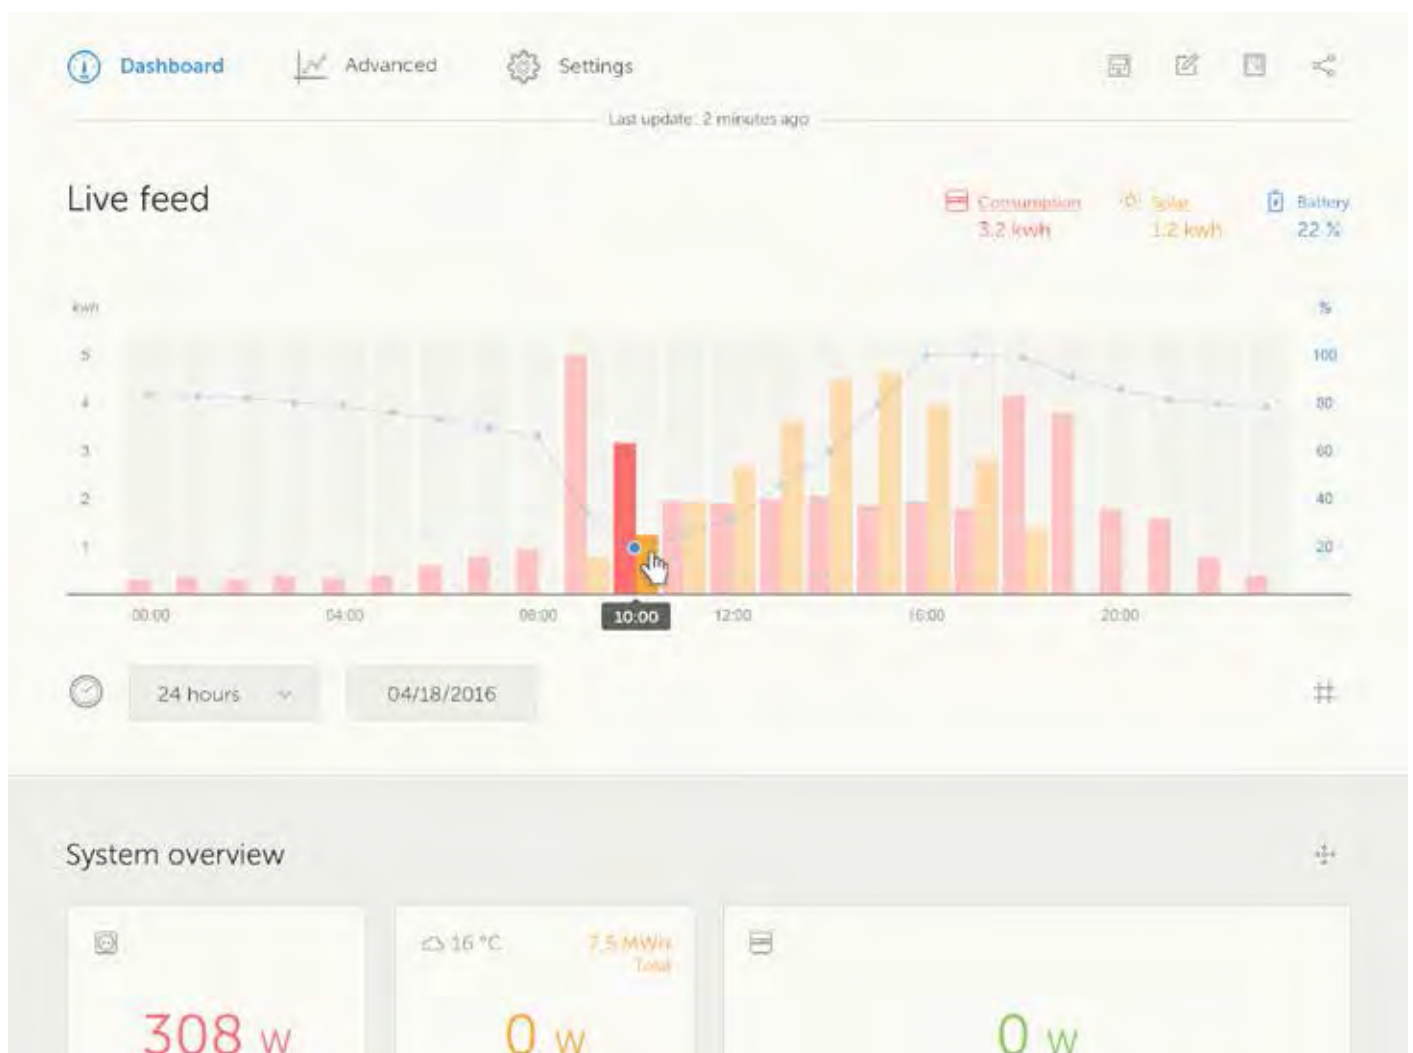 Dashboard
Advanced
Settings
Last update: 2 minutes ago
Live feed
Consumption
3.2 kwh
Solar
1.2 kwh
Battery
22 %
kwh
%
5
100
4
80
3
60
2
40
1
20
00:00
04:00
08:00
10:00
12:00
16:00
20:00
24 hours
04/18/2016
System overview
16 °C
7,5 MWh
Total
308 W
0 W
0 W